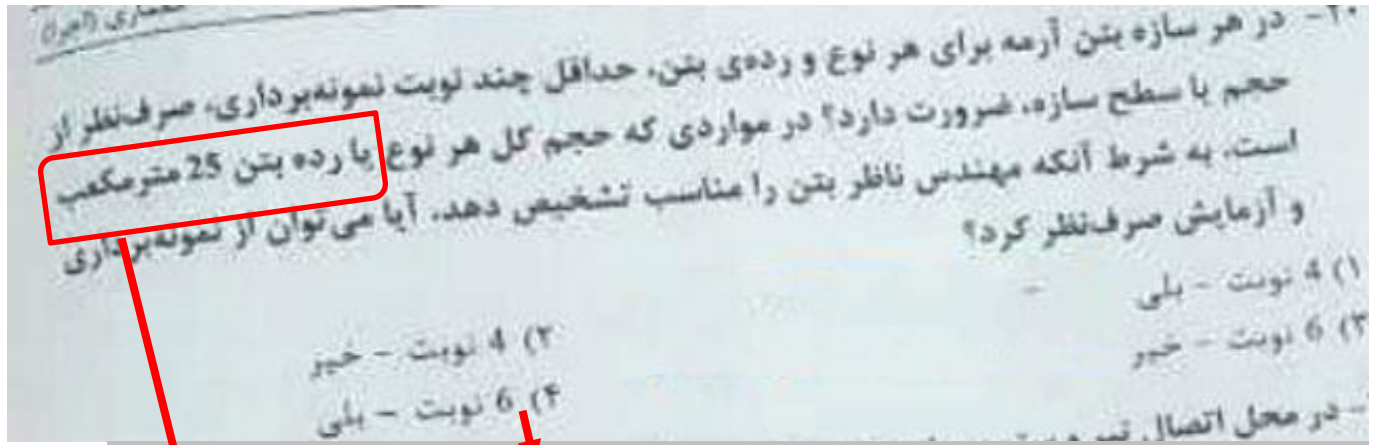 معماری (اجرا)
۲۰- در هر سازه بتن آرمه برای هر نوع و رده‌ی بتن، حداقل چند نوبت نمونه‌برداری، صرف‌نظر از
حجم یا سطح سازه، ضرورت دارد؟ در مواردی که حجم کل هر نوع یا رده بتن 25 مترمکعب
است، به شرط آنکه مهندس ناظر بتن را مناسب تشخیص دهد، آیا می‌توان از نمونه‌برداری
و آزمایش صرف‌نظر کرد؟
۱) 4 نوبت - بلی
۲) 4 نوبت - خیر
۳) 6 نوبت - خیر
۴) 6 نوبت - بلی
- در محل اتصال تیر و